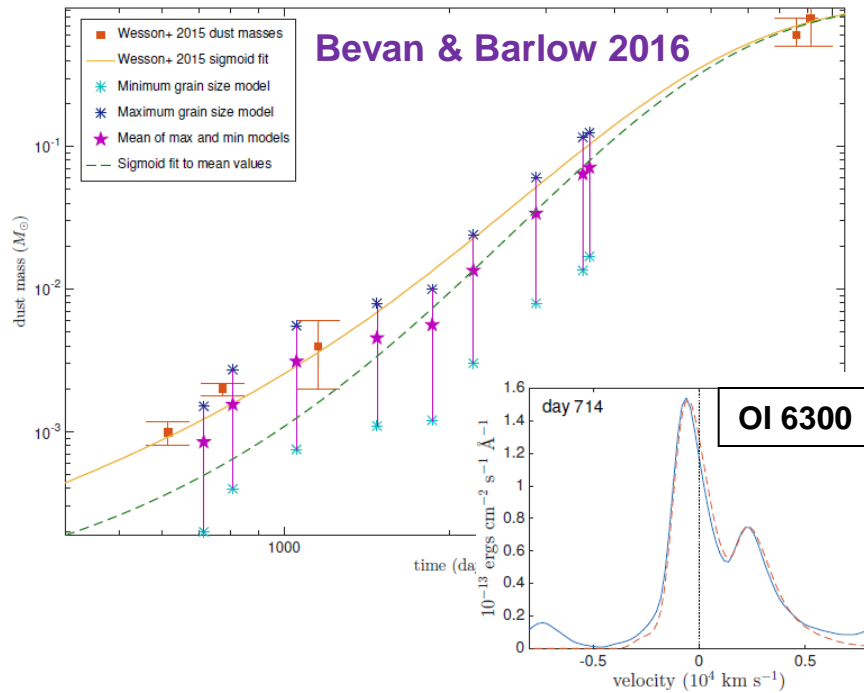 Bevan & Barlow 2016
Wesson+ 2015 dust masses
Wesson+ 2015 sigmoid fit
Minimum grain size model
Maximum grain size model
Mean of max and min models
Sigmoid fit to mean values
dust mass (M⊙)
10⁻¹
10⁻²
10⁻³
1000
time (day
day 714
OI 6300
10⁻¹³ ergs cm⁻² s⁻¹ Å⁻¹
1.6
1.4
1.2
1
0.8
0.6
0.4
0.2
0
-0.5
0
0.5
velocity (10⁴ km s⁻¹)